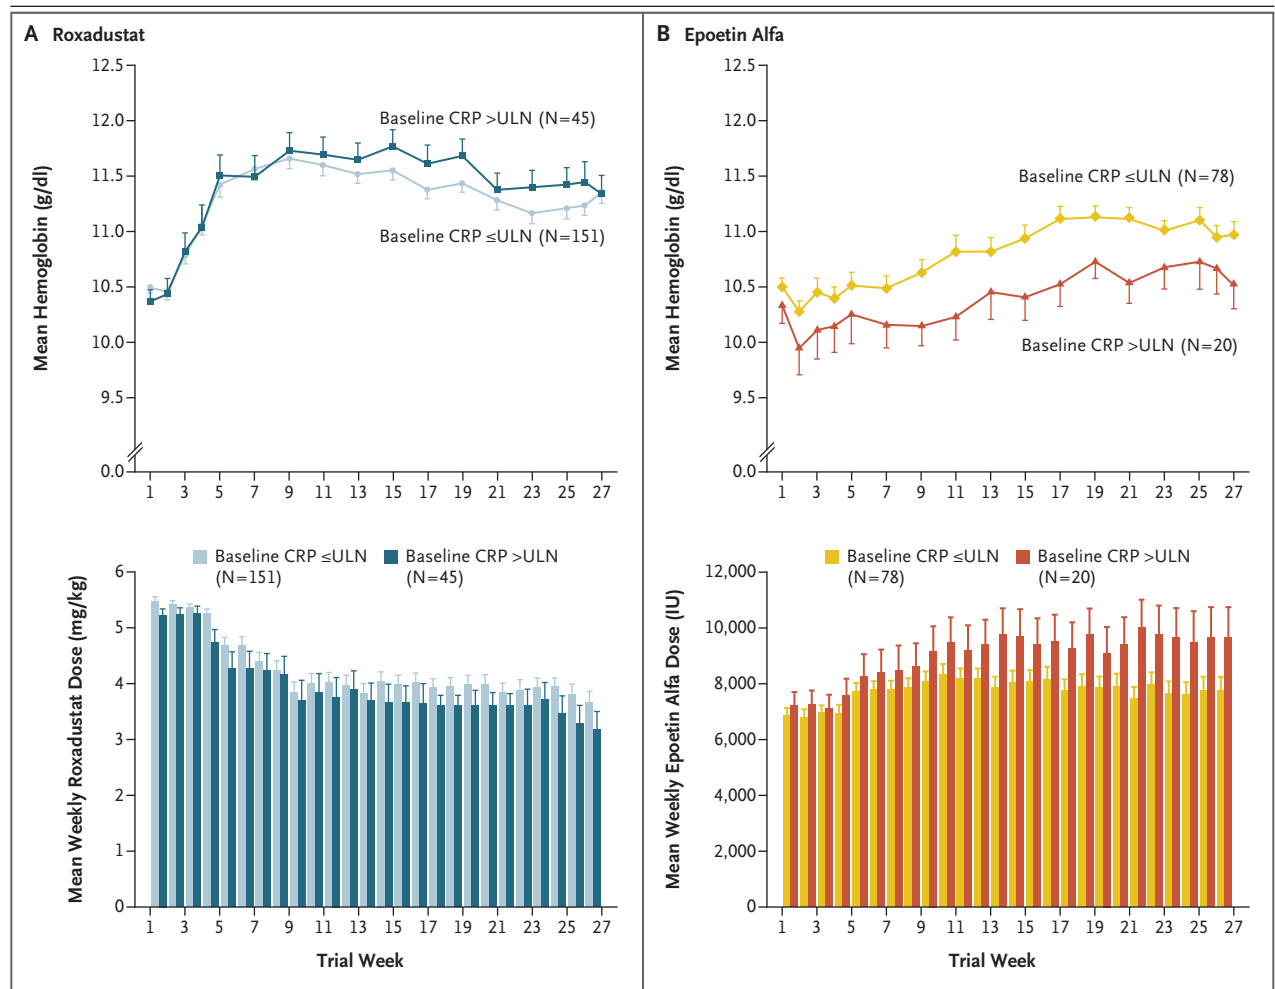 A Roxadustat
12.5
12.0
11.5
11.0
10.5
10.0
9.5
0.0
Mean Hemoglobin (g/dl)
Baseline CRP >ULN (N=45)
Baseline CRP ≤ULN (N=151)
1 3 5 7 9 11 13 15 17 19 21 23 25 27
Baseline CRP ≤ULN
(N=151)
Baseline CRP >ULN
(N=45)
6
5
4
3
2
1
0
Mean Weekly Roxadustat Dose (mg/kg)
1 3 5 7 9 11 13 15 17 19 21 23 25 27
Trial Week
B Epoetin Alfa
12.5
12.0
11.5
11.0
10.5
10.0
9.5
0.0
Mean Hemoglobin (g/dl)
Baseline CRP ≤ULN (N=78)
Baseline CRP >ULN (N=20)
1 3 5 7 9 11 13 15 17 19 21 23 25 27
Baseline CRP ≤ULN
(N=78)
Baseline CRP >ULN
(N=20)
12,000
10,000
8,000
6,000
4,000
2,000
0
Mean Weekly Epoetin Alfa Dose (IU)
1 3 5 7 9 11 13 15 17 19 21 23 25 27
Trial Week